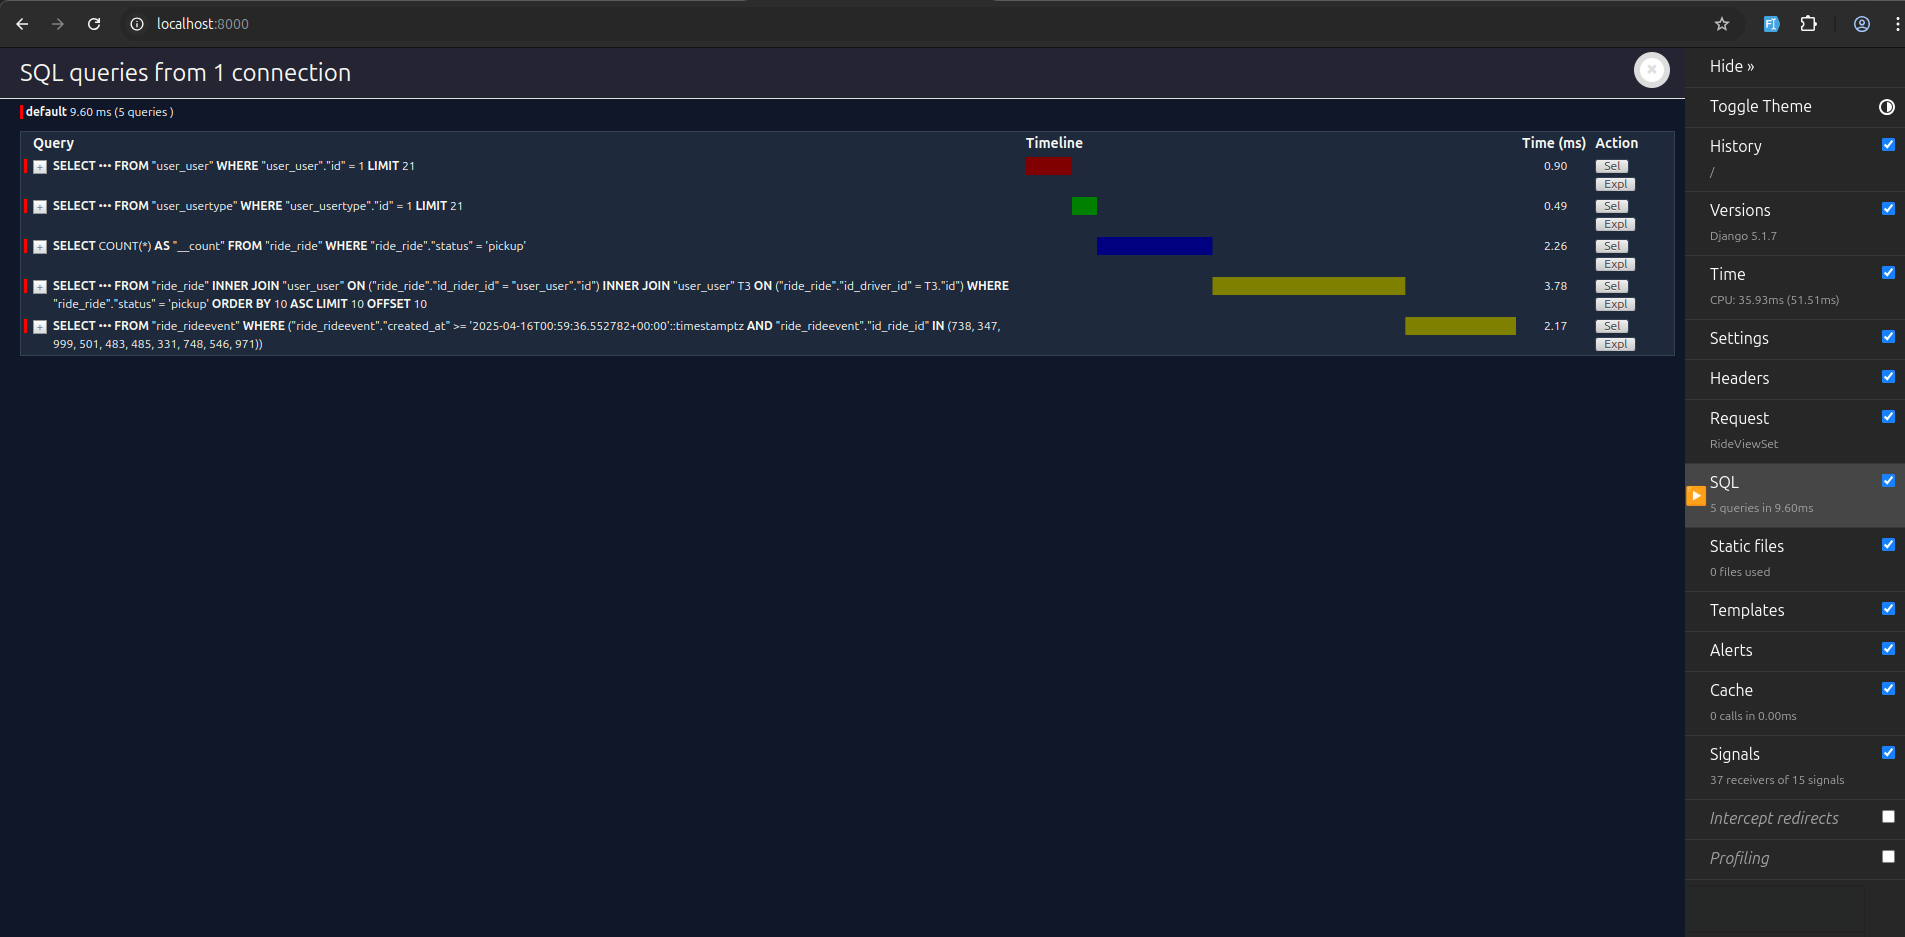 localhost:8000
SQL queries from 1 connection
default 9.60 ms (5 queries )
Query Timeline Time (ms) Action
+ SELECT ••• FROM "user_user" WHERE "user_user"."id" = 1 LIMIT 21 0.90 Sel
Expl
+ SELECT ••• FROM "user_usertype" WHERE "user_usertype"."id" = 1 LIMIT 21 0.49 Sel
Expl
+ SELECT COUNT(*) AS "__count" FROM "ride_ride" WHERE "ride_ride"."status" = 'pickup' 2.26 Sel
Expl
+ SELECT ••• FROM "ride_ride" INNER JOIN "user_user" ON ("ride_ride"."id_rider_id" = "user_user"."id") INNER JOIN "user_user" T3 ON ("ride_ride"."id_driver_id" = T3."id") WHERE 3.78 Sel
"ride_ride"."status" = 'pickup' ORDER BY 10 ASC LIMIT 10 OFFSET 10 Expl
+ SELECT ••• FROM "ride_rideevent" WHERE ("ride_rideevent"."created_at" >= '2025-04-16T00:59:36.552782+00:00'::timestamptz AND "ride_rideevent"."id_ride_id" IN (738, 347, 2.17 Sel
999, 501, 483, 485, 331, 748, 546, 971)) Expl
Hide »
Toggle Theme
History
/
Versions
Django 5.1.7
Time
CPU: 35.93ms (51.51ms)
Settings
Headers
Request
RideViewSet
SQL
5 queries in 9.60ms
Static files
0 files used
Templates
Alerts
Cache
0 calls in 0.00ms
Signals
37 receivers of 15 signals
Intercept redirects
Profiling